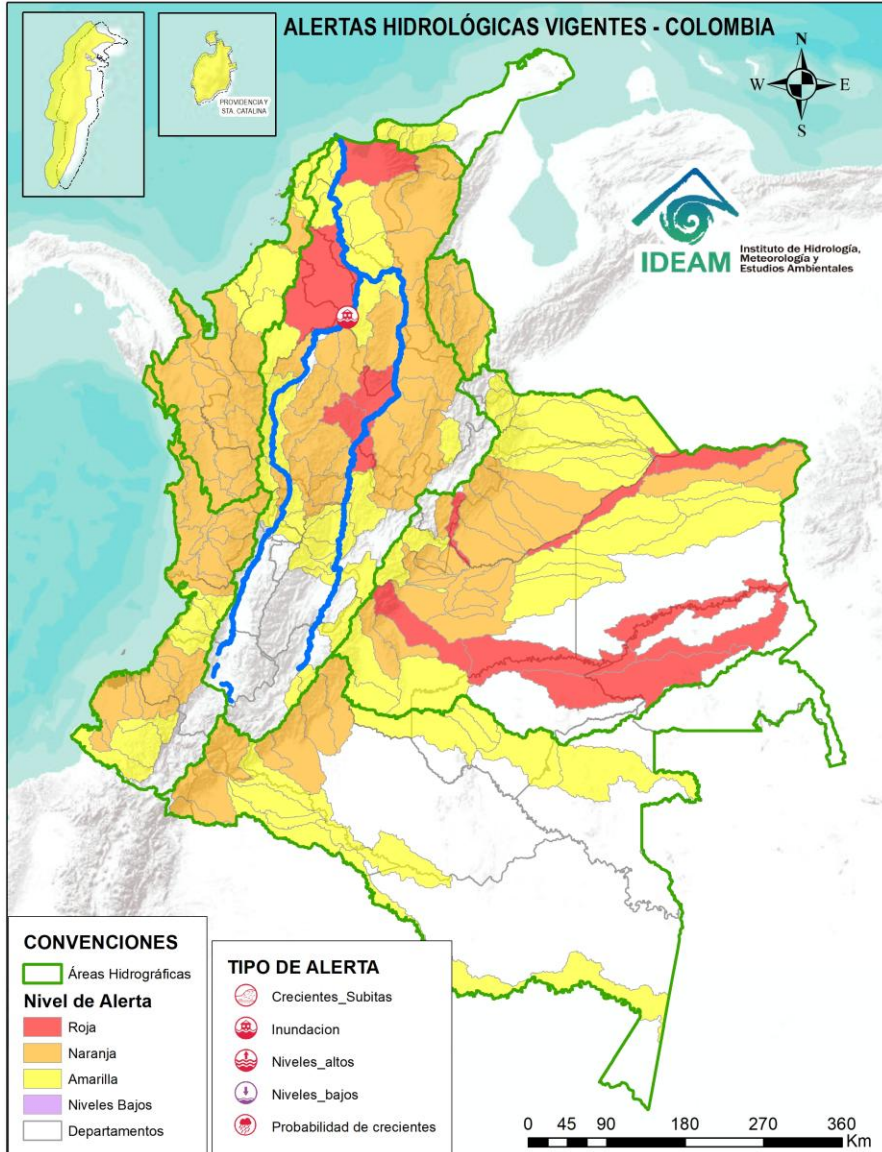 ALERTAS HIDROLÓGICAS VIGENTES - COLOMBIA
PROVIDENCIA Y
STA. CATALINA
N
W
E
S
IDEAM
Instituto de Hidrología,
Meteorología y
Estudios Ambientales
CONVENCIONES
Áreas Hidrográficas
Nivel de Alerta
Roja
Naranja
Amarilla
Niveles Bajos
Departamentos
TIPO DE ALERTA
Crecientes_Subitas
Inundacion
Niveles_altos
Niveles_bajos
Probabilidad de crecientes
0 45 90 180 270 360
Km